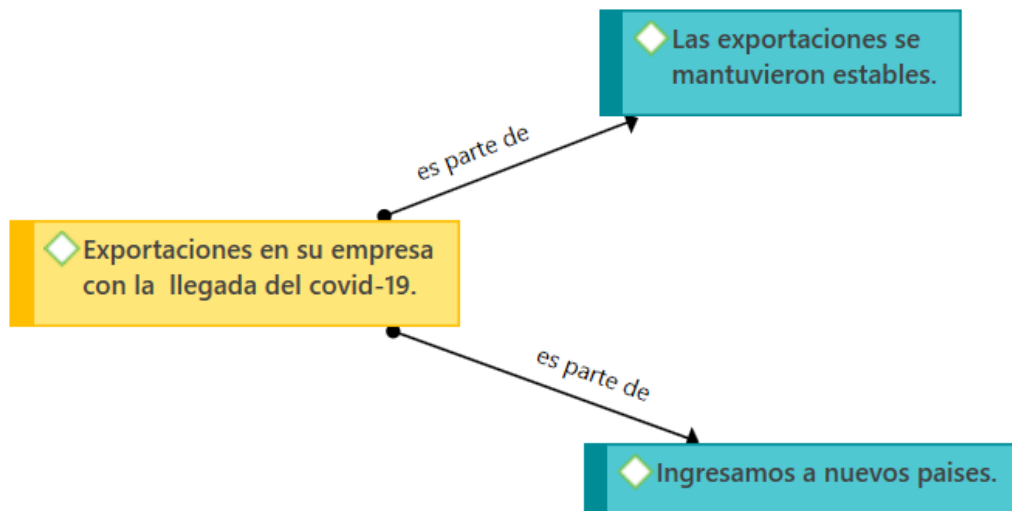 Las exportaciones se
mantuvieron estables.
es parte de
Exportaciones en su empresa
con la llegada del covid-19.
es parte de
Ingresamos a nuevos paises.